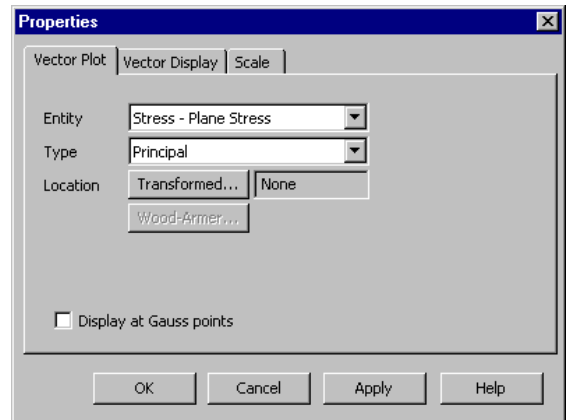 Properties
Vector Plot Vector Display Scale
Entity Stress - Plane Stress
Type Principal
Location Transformed... None
Wood-Armer...
Display at Gauss points
OK Cancel Apply Help